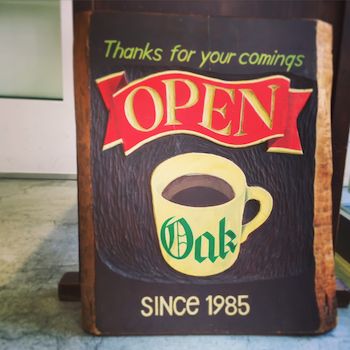 Thanks for your comings
OPEN
Oak
SINCE 1985